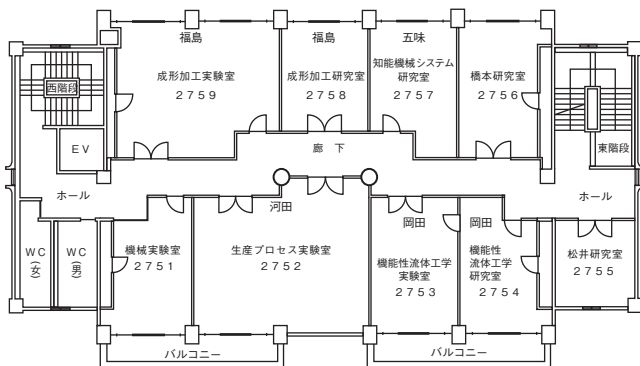 福島
成形加工実験室
2759
福島
成形加工研究室
2758
五味
知能機械システム
研究室
2757
橋本研究室
2756
西階段
EV
ホール
廊 下
東階段
ホール
WC
(女)
WC
(男)
機械実験室
2751
河田
生産プロセス実験室
2752
岡田
機能性流体工学
実験室
2753
岡田
機能性
流体工学
研究室
2754
松井研究室
2755
バルコニー
バルコニー